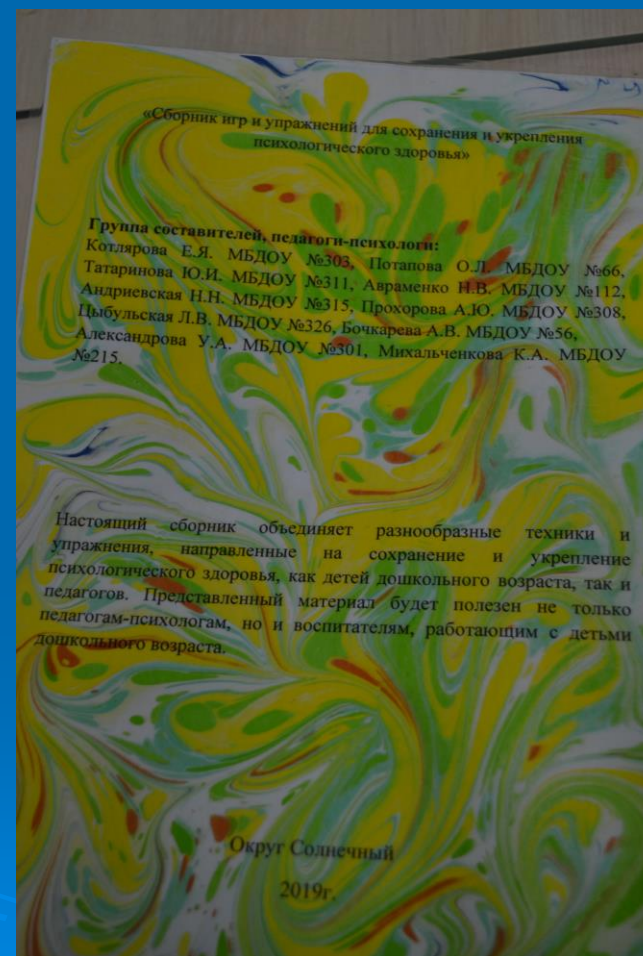 «Сборник игр и упражнений для сохранения и укрепления
психологического здоровья»
Группа составителей, педагоги-психологи:
Котлярова Е.Я. МБДОУ №303, Потапова О.Л. МБДОУ №66,
Татаринова Ю.И. МБДОУ №311, Авраменко Н.В. МБДОУ №112,
Андриевская Н.Н. МБДОУ №315, Прохорова А.Ю. МБДОУ №308,
Цыбульская Л.В. МБДОУ №326, Бочкарева А.В. МБДОУ №56,
Александрова У.А. МБДОУ №301, Михальченкова К.А. МБДОУ
№215.
Настоящий сборник объединяет разнообразные техники и
упражнения, направленные на сохранение и укрепление
психологического здоровья, как детей дошкольного возраста, так и
педагогов. Представленный материал будет полезен не только
педагогам-психологам, но и воспитателям, работающим с детьми
дошкольного возраста.
Округ Солнечный
2019г.